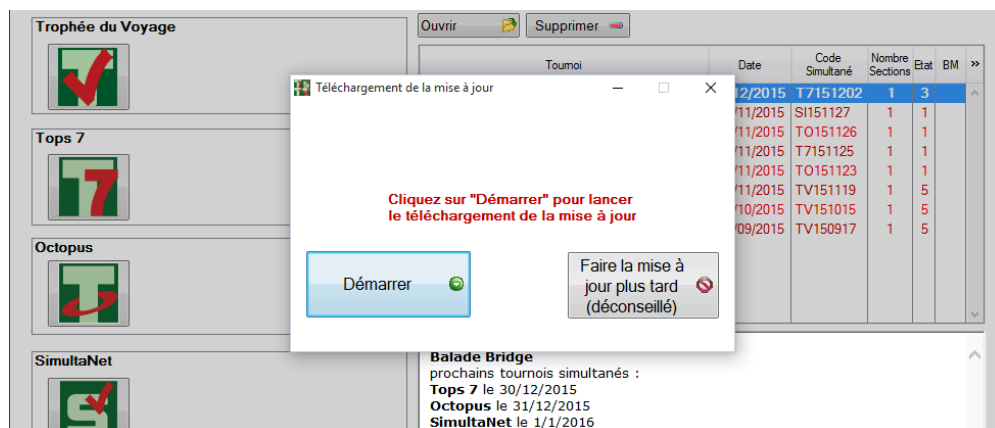 Trophée du Voyage
Tops 7
Octopus
SimultaNet
Ouvrir Supprimer
Tournoi Date Code Simultané Nombre Sections Etat BM »
12/2015 T7151202 1 3
/11/2015 SI151127 1 1
/11/2015 TO151126 1 1
/11/2015 T7151125 1 1
/11/2015 TO151123 1 1
/11/2015 TV151119 1 5
/10/2015 TV151015 1 5
/09/2015 TV150917 1 5
Téléchargement de la mise à jour
Cliquez sur "Démarrer" pour lancer
le téléchargement de la mise à jour
Démarrer
Faire la mise à
jour plus tard
(déconseillé)
Balade Bridge
prochains tournois simultanés :
Tops 7 le 30/12/2015
Octopus le 31/12/2015
SimultaNet le 1/1/2016